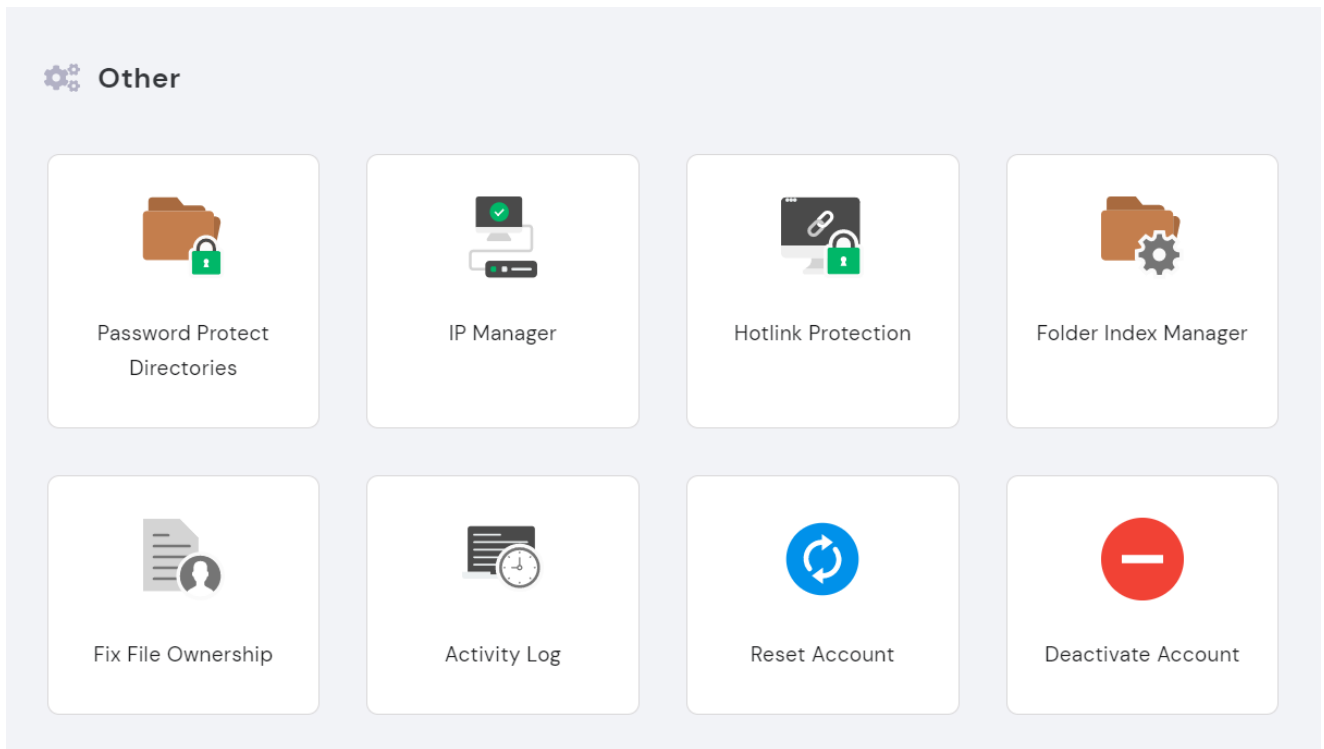 Other
Password Protect
Directories
IP Manager
Hotlink Protection
Folder Index Manager
Fix File Ownership
Activity Log
Reset Account
Deactivate Account